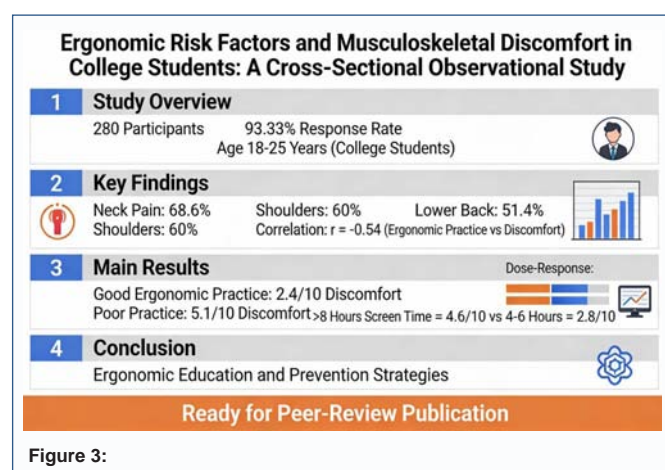 Ergonomic Risk Factors and Musculoskeletal Discomfort in
College Students: A Cross-Sectional Observational Study
1 Study Overview
280 Participants 93.33% Response Rate
Age 18-25 Years (College Students)
2 Key Findings
Neck Pain: 68.6% Shoulders: 60% Lower Back: 51.4%
Shoulders: 60% Correlation: r = -0.54 (Ergonomic Practice vs Discomfort)
3 Main Results
Dose-Response:
Good Ergonomic Practice: 2.4/10 Discomfort
Poor Practice: 5.1/10 Discomfort >8 Hours Screen Time = 4.6/10 vs 4-6 Hours = 2.8/10
4 Conclusion
Ergonomic Education and Prevention Strategies
Ready for Peer-Review Publication
Figure 3: